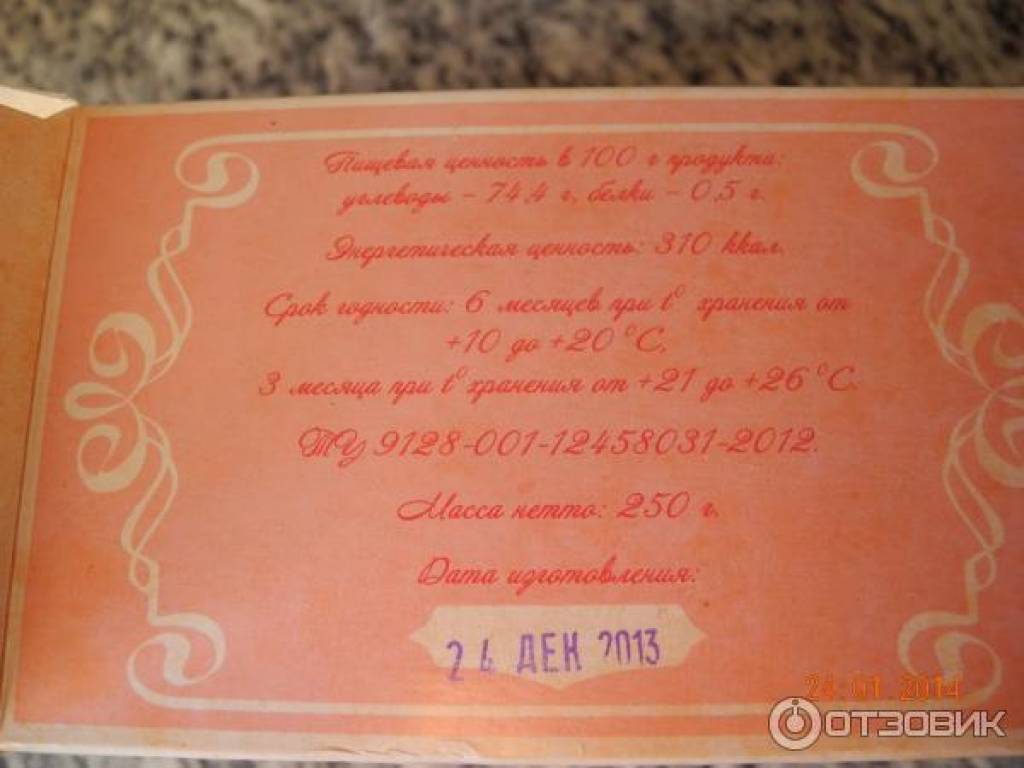 Пищевая ценность в 100 г продукта:
углеводы – 74,4 г, белки – 0,5 г.
Энергетическая ценность: 310 ккал.
Срок годности: 6 месяцев при t° хранения от
+10 до +20 °С,
3 месяца при t° хранения от +21 до +26 °С.
ТУ 9128-001-12458031-2012.
Масса нетто: 250 г.
Дата изготовления:
24 ДЕК 2013
24.01.2014
ОТЗОВИК